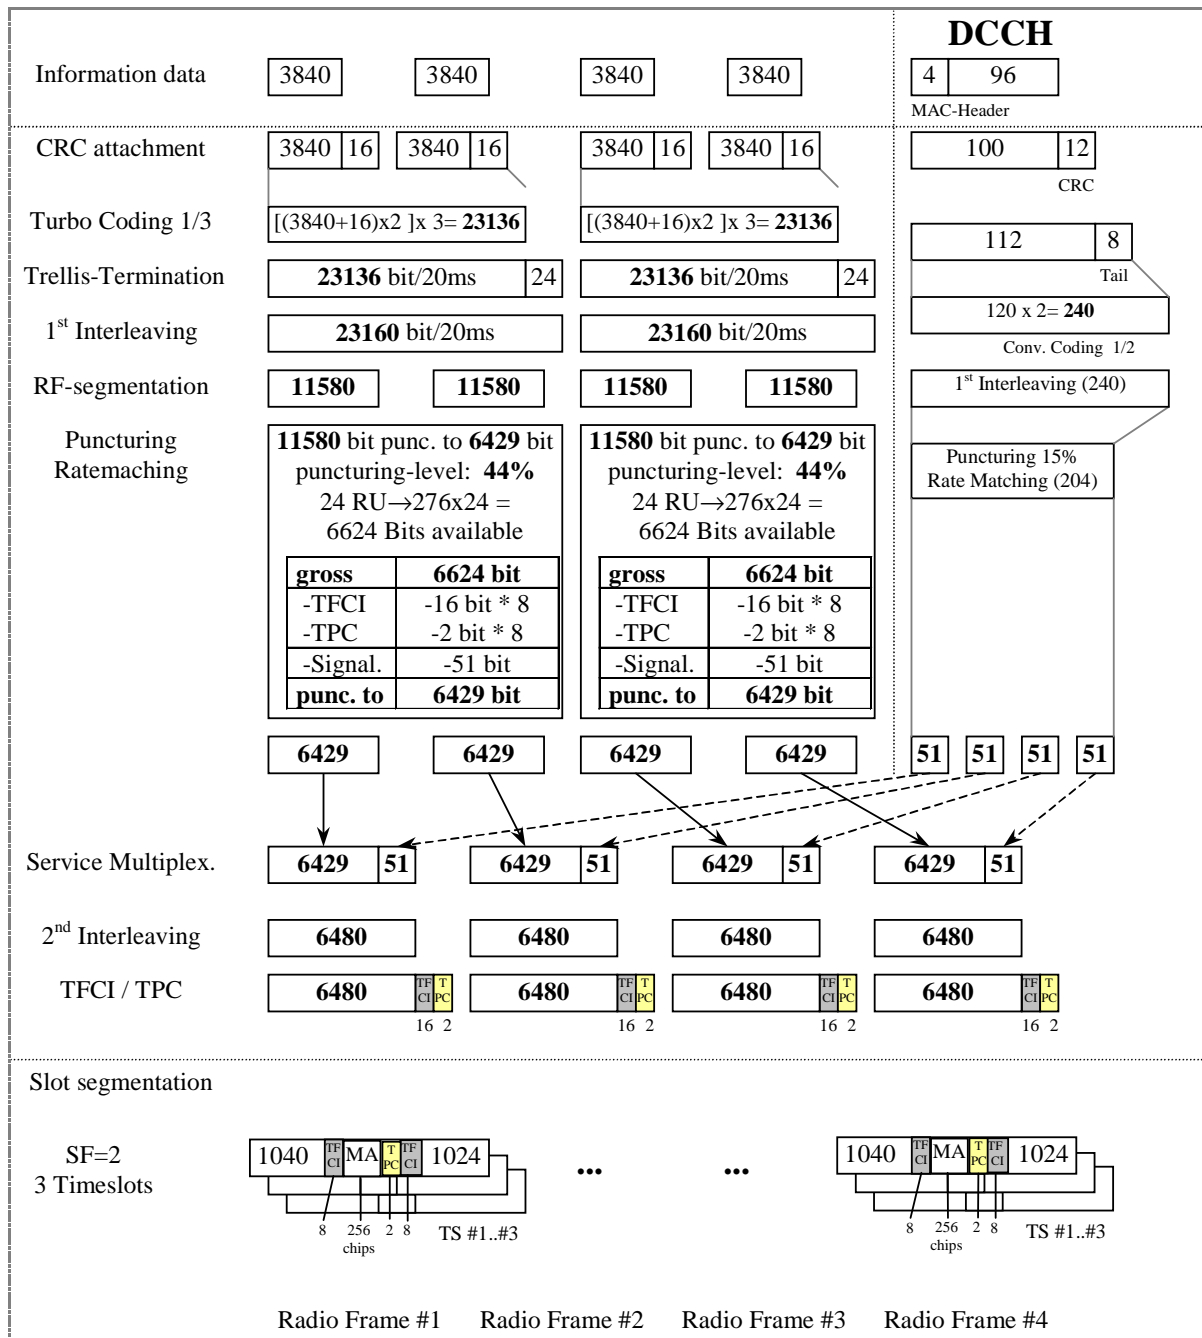 DCCH
Information data 3840 3840 3840 3840 4 96
MAC-Header
CRC attachment 3840 16 3840 16 3840 16 3840 16 100 12
CRC
Turbo Coding 1/3 [(3840+16)x2 ]x 3= 23136 [(3840+16)x2 ]x 3= 23136
112 8
Trellis-Termination 23136 bit/20ms 24 23136 bit/20ms 24
Tail
120 x 2= 240
1st Interleaving 23160 bit/20ms 23160 bit/20ms
Conv. Coding 1/2
RF-segmentation 11580 11580 11580 11580 1st Interleaving (240)
Puncturing 11580 bit punc. to 6429 bit 11580 bit punc. to 6429 bit
Ratemaching puncturing-level: 44% puncturing-level: 44% Puncturing 15%
Rate Matching (204)
24 RU→276x24 = 24 RU→276x24 =
6624 Bits available 6624 Bits available
gross 6624 bit gross 6624 bit
-TFCI -16 bit * 8 -TFCI -16 bit * 8
-TPC -2 bit * 8 -TPC -2 bit * 8
-Signal. -51 bit -Signal. -51 bit
punc. to 6429 bit punc. to 6429 bit
6429 6429 6429 6429 51 51 51 51
Service Multiplex. 6429 51 6429 51 6429 51 6429 51
2nd Interleaving 6480 6480 6480 6480
TFCI / TPC 6480 TF CI T PC 6480 TF CI T PC 6480 TF CI T PC 6480 TF CI T PC
16 2 16 2 16 2 16 2
Slot segmentation
SF=2 1040 TF CI MA T PC TF CI 1024 ... ... 1040 TF CI MA T PC TF CI 1024
3 Timeslots
8 256 2 8 TS #1..#3 8 256 2 8 TS #1..#3
chips chips
Radio Frame #1 Radio Frame #2 Radio Frame #3 Radio Frame #4